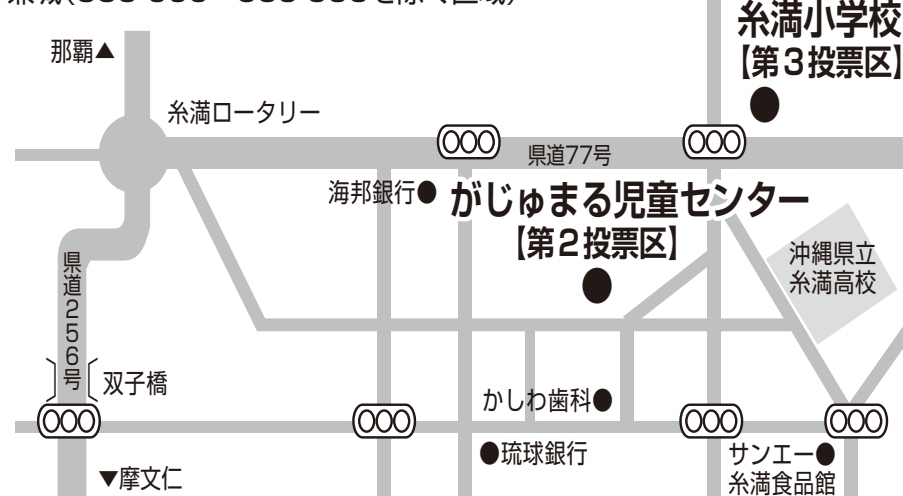 糸満小学校
【第3投票区】
那覇▲
糸満ロータリー
県道77号
海邦銀行●
がじゅまる児童センター
【第2投票区】
沖縄県立
糸満高校
県道256号
双子橋
かしわ歯科●
●琉球銀行
サンエー●
糸満食品館
▼摩文仁